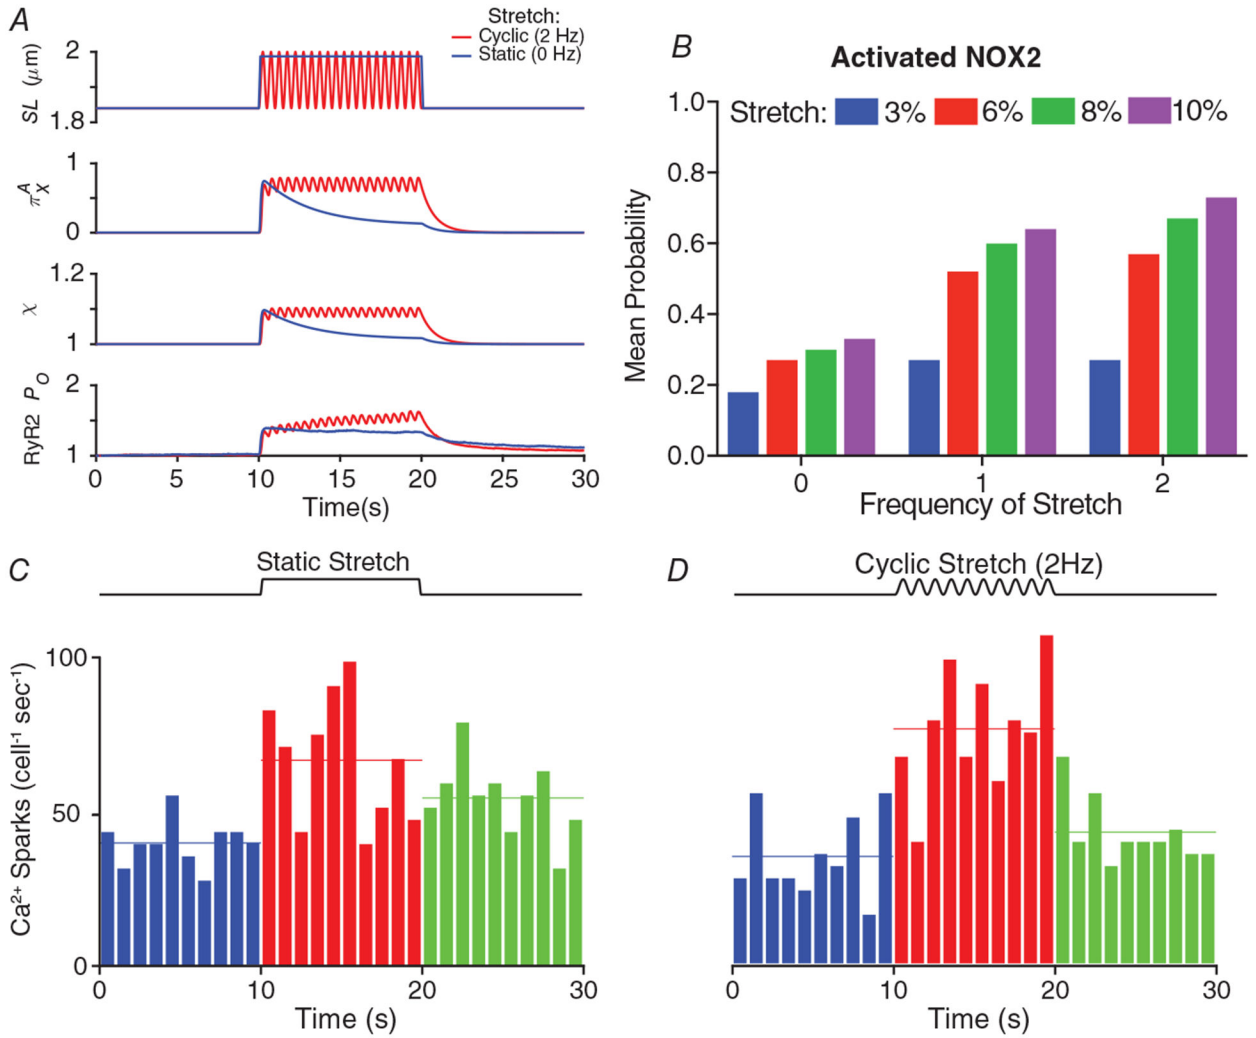 A
Stretch:
Cyclic (2 Hz)
Static (0 Hz)
SL (μm)
2
1.8
π_χ^A
1
0
χ
1.2
1
RyR2 P_O
2
1
0 5 10 15 20 25 30
Time(s)
B
Activated NOX2
Stretch: 3% 6% 8% 10%
Mean Probability
1.0
0.8
0.6
0.4
0.2
0.0
0 1 2
Frequency of Stretch
C
Static Stretch
Ca²⁺ Sparks (cell⁻¹ sec⁻¹)
100
50
0
0 10 20 30
Time (s)
D
Cyclic Stretch (2Hz)
0 10 20 30
Time (s)